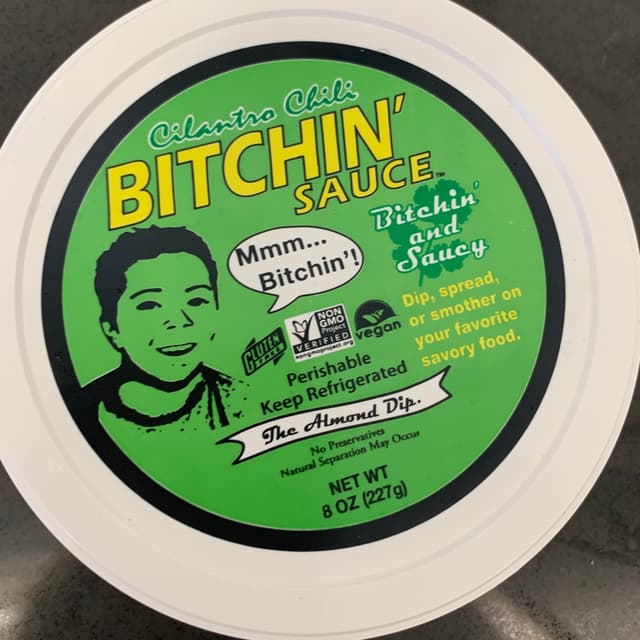 Cilantro Chili
BITCHIN'
SAUCE™
Bitchin'
and
Saucy
Mmm...
Bitchin'!
Dip, spread,
or smother on
your favorite
savory food.
GLUTEN
FREE
NON
GMO
Project
VERIFIED
nongmoproject.org
vegan
Perishable
Keep Refrigerated
The Almond Dip.
No Preservatives
Natural Separation May Occur
NET WT
8 OZ (227g)